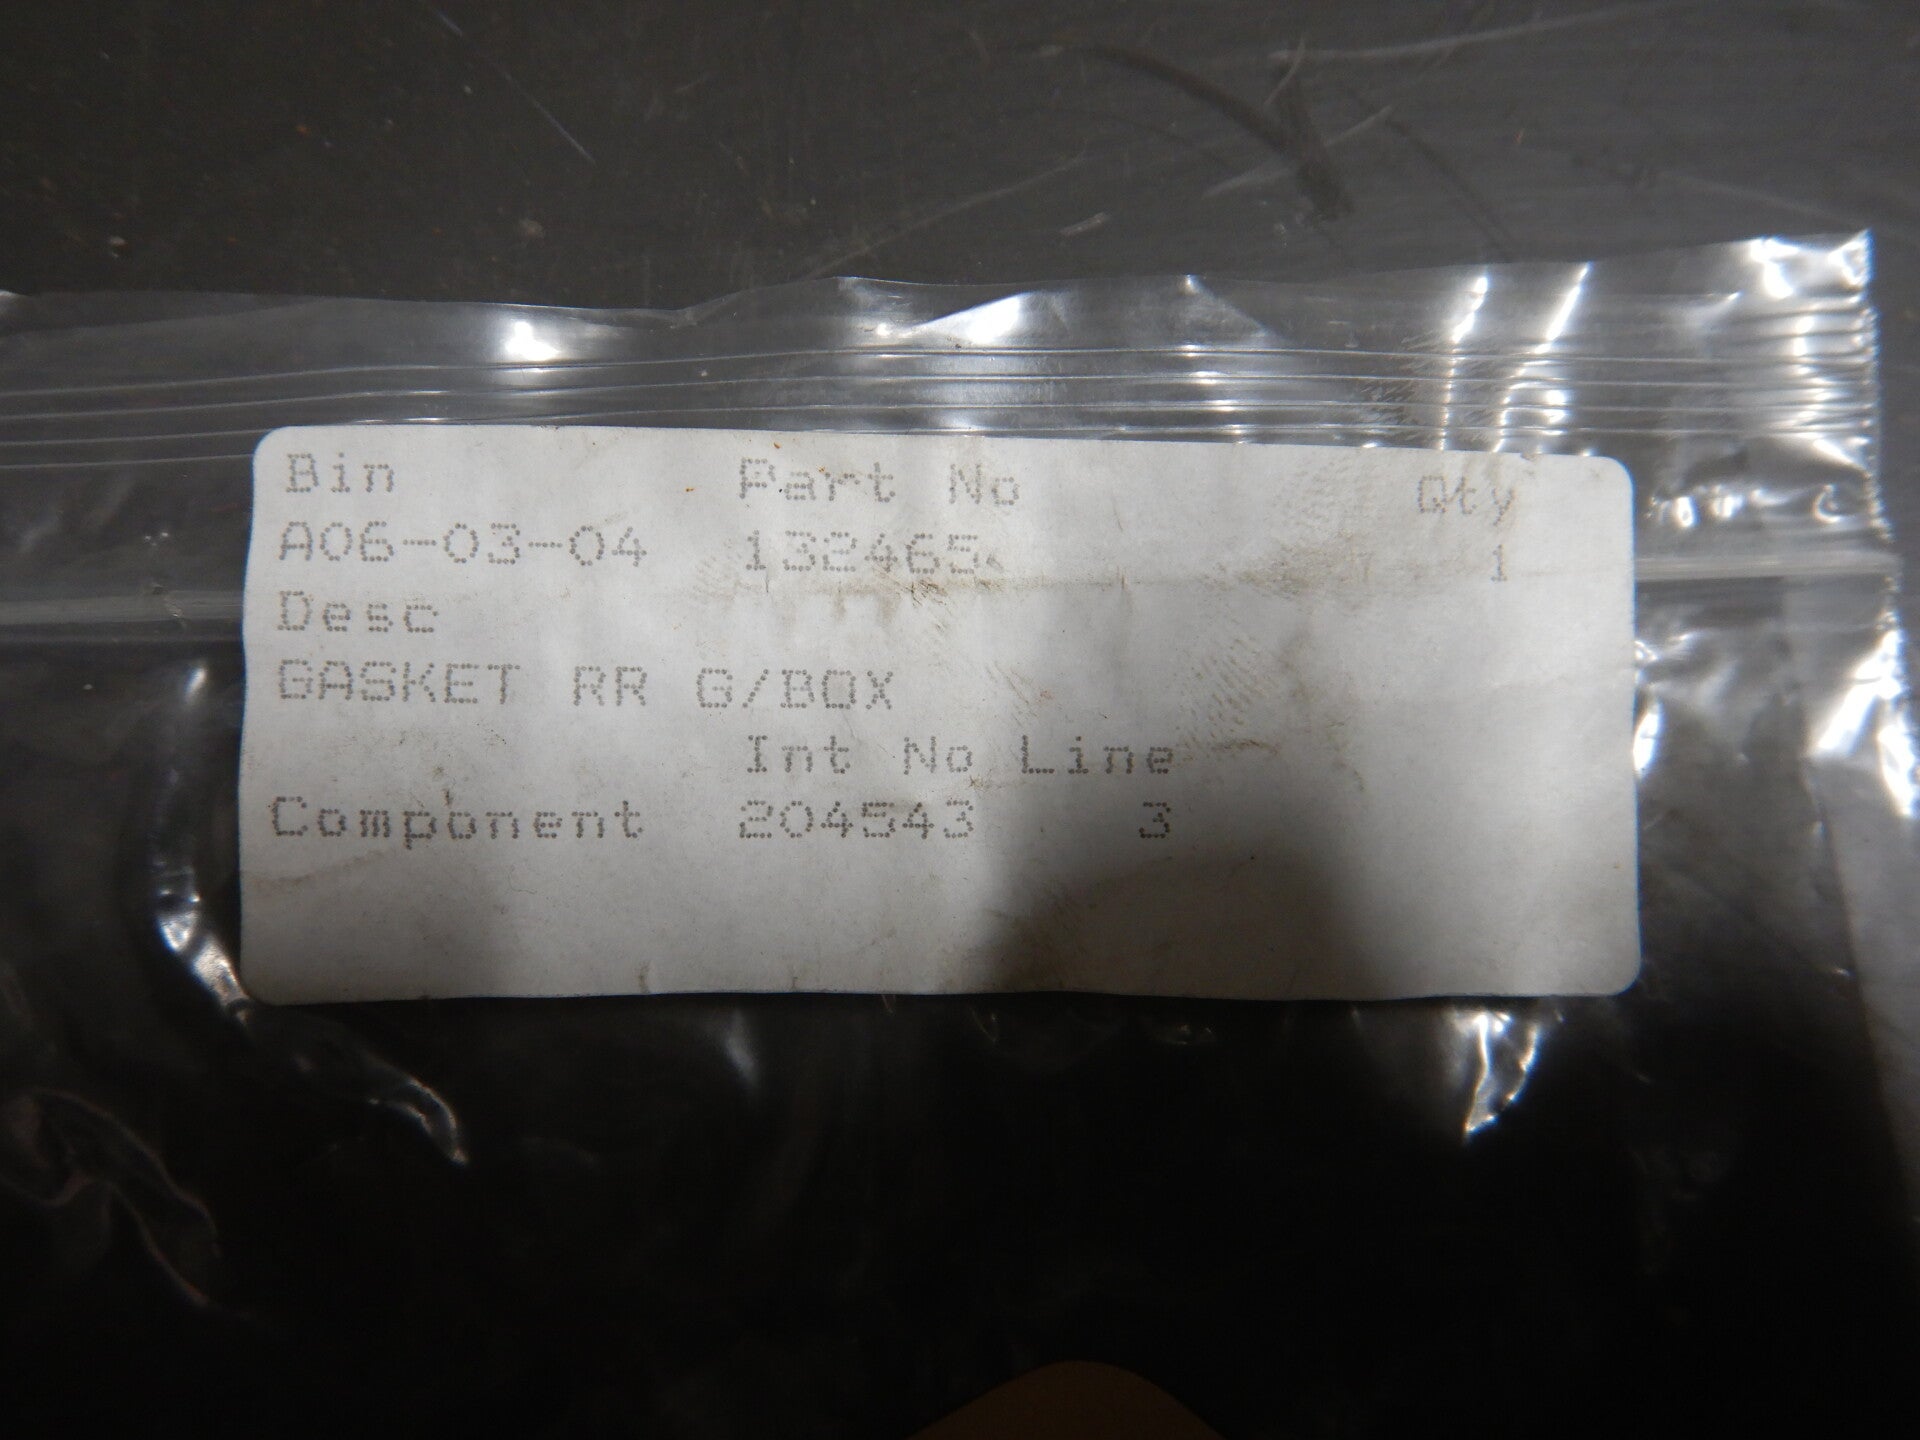 Bin Part No Qty
A06-03-04 132465 1
Desc
GASKET RR G/BOX
Int No Line
Component 204543 3